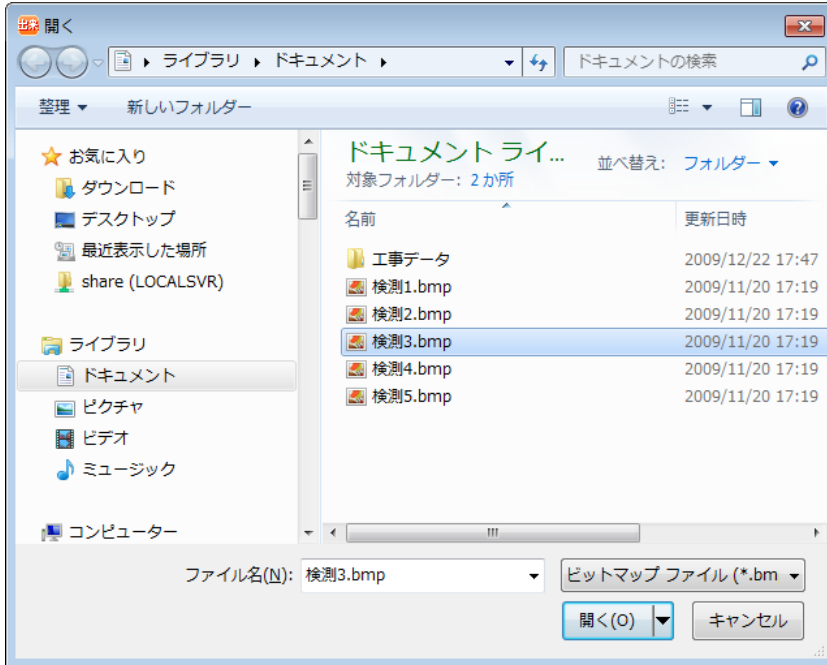 出来 開く
ライブラリ ドキュメント ドキュメントの検索
整理 新しいフォルダー
お気に入り
ダウンロード
デスクトップ
最近表示した場所
share (LOCALSVR)
ライブラリ
ドキュメント
ピクチャ
ビデオ
ミュージック
コンピューター
ドキュメント ライ... 並べ替え: フォルダー
対象フォルダー: 2 か所
名前 更新日時
工事データ 2009/12/22 17:47
検測1.bmp 2009/11/20 17:19
検測2.bmp 2009/11/20 17:19
検測3.bmp 2009/11/20 17:19
検測4.bmp 2009/11/20 17:19
検測5.bmp 2009/11/20 17:19
ファイル名(N): 検測3.bmp ビットマップ ファイル (*.bm
開く(O) キャンセル